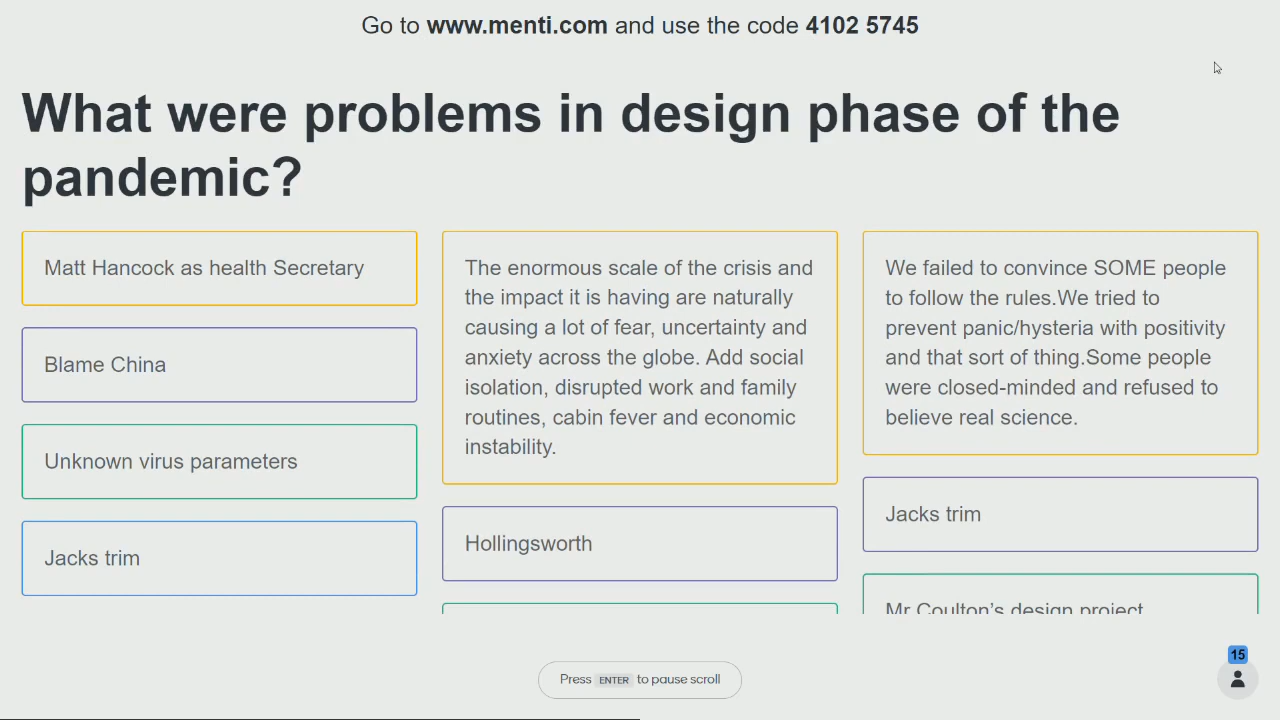 Go to www.menti.com and use the code 4102 5745
What were problems in design phase of the
pandemic?
Matt Hancock as health Secretary
Blame China
Unknown virus parameters
Jacks trim
The enormous scale of the crisis and
the impact it is having are naturally
causing a lot of fear, uncertainty and
anxiety across the globe. Add social
isolation, disrupted work and family
routines, cabin fever and economic
instability.
Hollingsworth
We failed to convince SOME people
to follow the rules.We tried to
prevent panic/hysteria with positivity
and that sort of thing.Some people
were closed-minded and refused to
believe real science.
Jacks trim
Mr Coulton's design project
Press ENTER to pause scroll
15